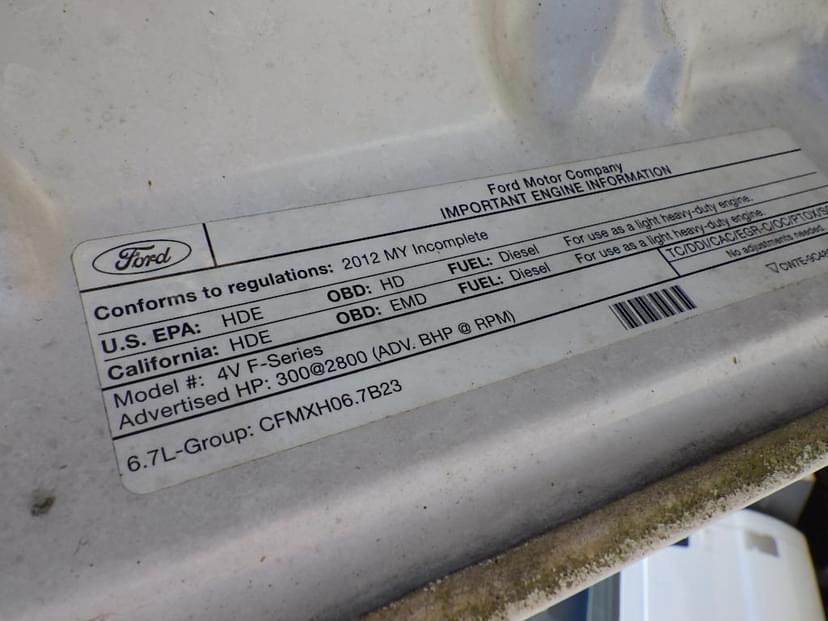 Ford Motor Company
IMPORTANT ENGINE INFORMATION
Ford
Conforms to regulations: 2012 MY Incomplete
U.S. EPA: HDE OBD: HD FUEL: Diesel For use as a light heavy-duty engine.
California: HDE OBD: EMD FUEL: Diesel For use as a light heavy-duty engine.
Model #: 4V F-Series TC/DDI/CAC/EGR-C/OC/PTOX/
Advertised HP: 300@2800 (ADV. BHP @ RPM) No adjustments needed.
6.7L-Group: CFMXH06.7B23